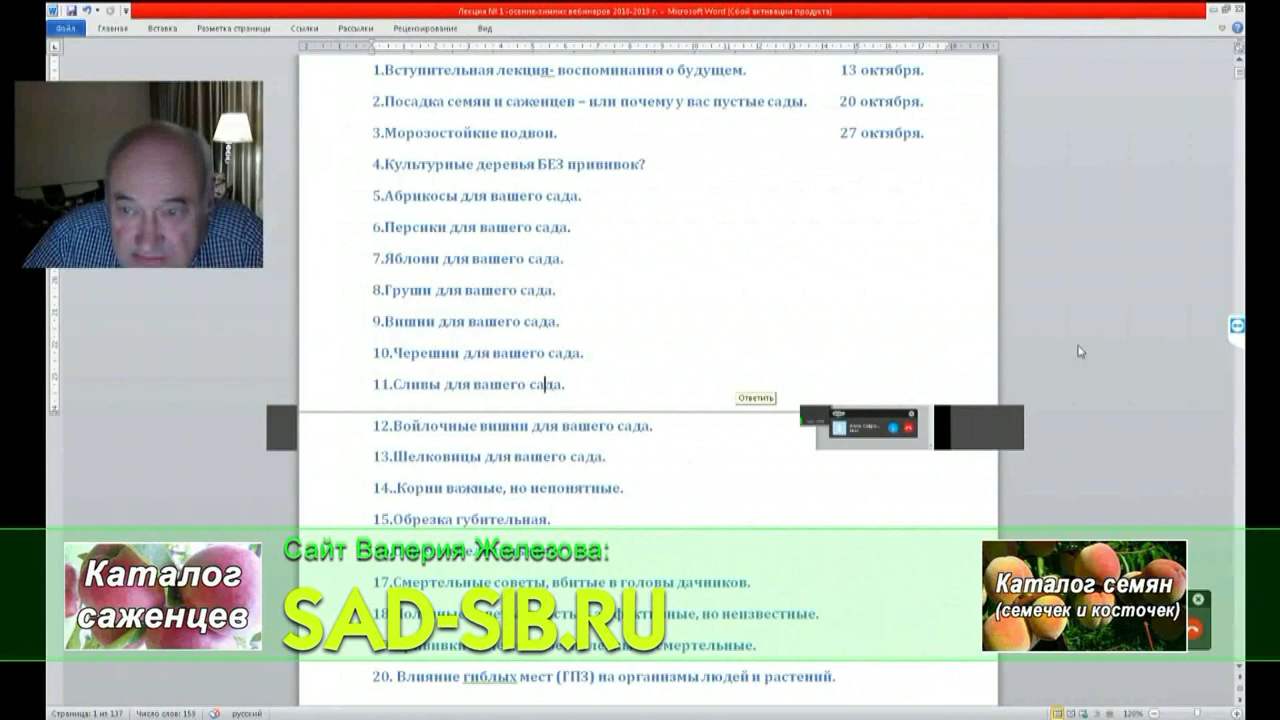 Лекция № 1 -осенне-зимних вебинаров 2018-2019 г. - Microsoft Word (Сбой активации продукта)
Файл Главная Вставка Разметка страницы Ссылки Рассылки Рецензирование Вид
1.Вступительная лекция- воспоминания о будущем. 13 октября.
2.Посадка семян и саженцев – или почему у вас пустые сады. 20 октября.
3.Морозостойкие подвои. 27 октября.
4.Культурные деревья БЕЗ прививок?
5.Абрикосы для вашего сада.
6.Персики для вашего сада.
7.Яблони для вашего сада.
8.Груши для вашего сада.
9.Вишни для вашего сада.
10.Черешни для вашего сада.
11.Сливы для вашего сада.
Ответить
12.Войлочные вишни для вашего сада.
13.Шелковицы для вашего сада.
14..Корни важные, но непонятные.
15.Обрезка губительная.
Сайт Валерия Железова:
Каталог
саженцев
SAD-SIB.RU
Каталог семян
(семечек и косточек)
17.Смертельные советы, вбитые в головы дачников.
но неизвестные.
20. Влияние гиблых мест (ГПЗ) на организмы людей и растений.
Страница: 1 из 137 Число слов: 159 русский 120%